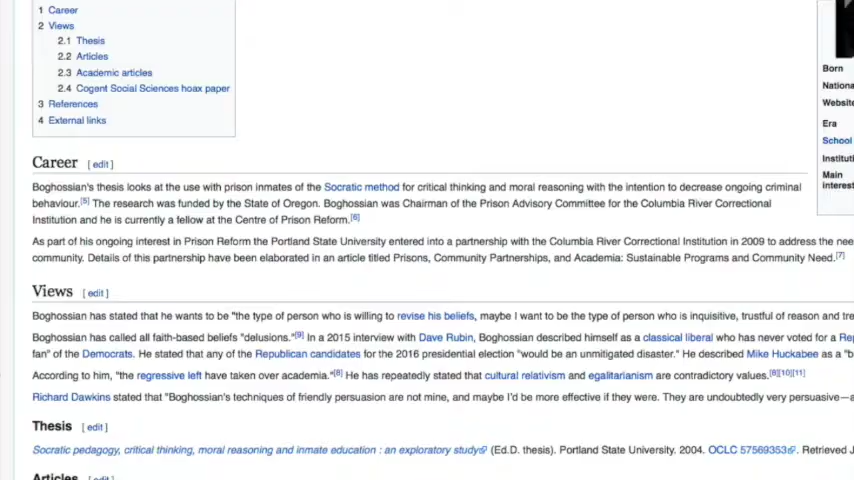 1 Career
2 Views
2.1 Thesis
2.2 Articles
2.3 Academic articles
2.4 Cogent Social Sciences hoax paper
3 References
4 External links
Born
Nationa
Website
Era
School
Instituti
Main
interest
Career [ edit ]
Boghossian's thesis looks at the use with prison inmates of the Socratic method for critical thinking and moral reasoning with the intention to decrease ongoing criminal
behaviour.[5] The research was funded by the State of Oregon. Boghossian was Chairman of the Prison Advisory Committee for the Columbia River Correctional
Institution and he is currently a fellow at the Centre of Prison Reform.[6]
As part of his ongoing interest in Prison Reform the Portland State University entered into a partnership with the Columbia River Correctional Institution in 2009 to address the nee
community. Details of this partnership have been elaborated in an article titled Prisons, Community Partnerships, and Academia: Sustainable Programs and Community Need.[7]
Views [ edit ]
Boghossian has stated that he wants to be "the type of person who is willing to revise his beliefs, maybe I want to be the type of person who is inquisitive, trustful of reason and tre
Boghossian has called all faith-based beliefs "delusions."[9] In a 2015 interview with Dave Rubin, Boghossian described himself as a classical liberal who has never voted for a Rep
fan" of the Democrats. He stated that any of the Republican candidates for the 2016 presidential election "would be an unmitigated disaster." He described Mike Huckabee as a "b
According to him, "the regressive left have taken over academia."[8] He has repeatedly stated that cultural relativism and egalitarianism are contradictory values.[8][10][11]
Richard Dawkins stated that "Boghossian's techniques of friendly persuasion are not mine, and maybe I'd be more effective if they were. They are undoubtedly very persuasive—a
Thesis [ edit ]
Socratic pedagogy, critical thinking, moral reasoning and inmate education : an exploratory study (Ed.D. thesis). Portland State University. 2004. OCLC 57569353. Retrieved J
Articles [ edit ]